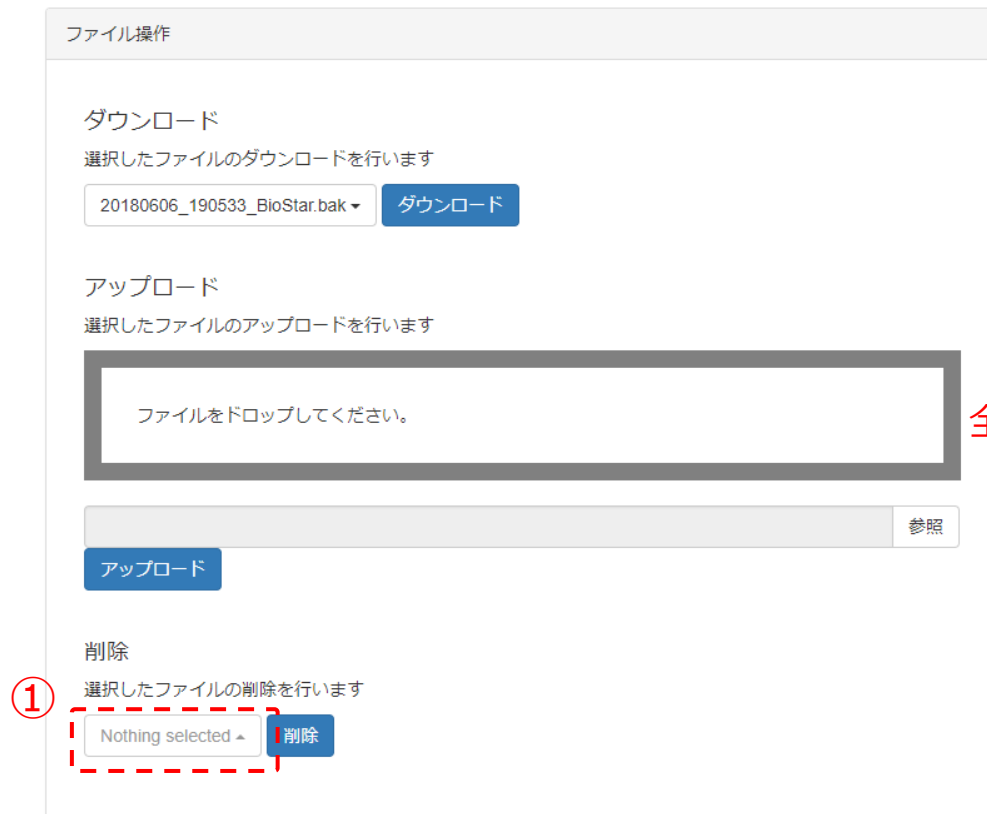 ファイル操作
ダウンロード
選択したファイルのダウンロードを行います
20180606_190533_BioStar.bak ダウンロード
アップロード
選択したファイルのアップロードを行います
ファイルをドロップしてください。
参照
アップロード
削除
選択したファイルの削除を行います
①
Nothing selected 削除